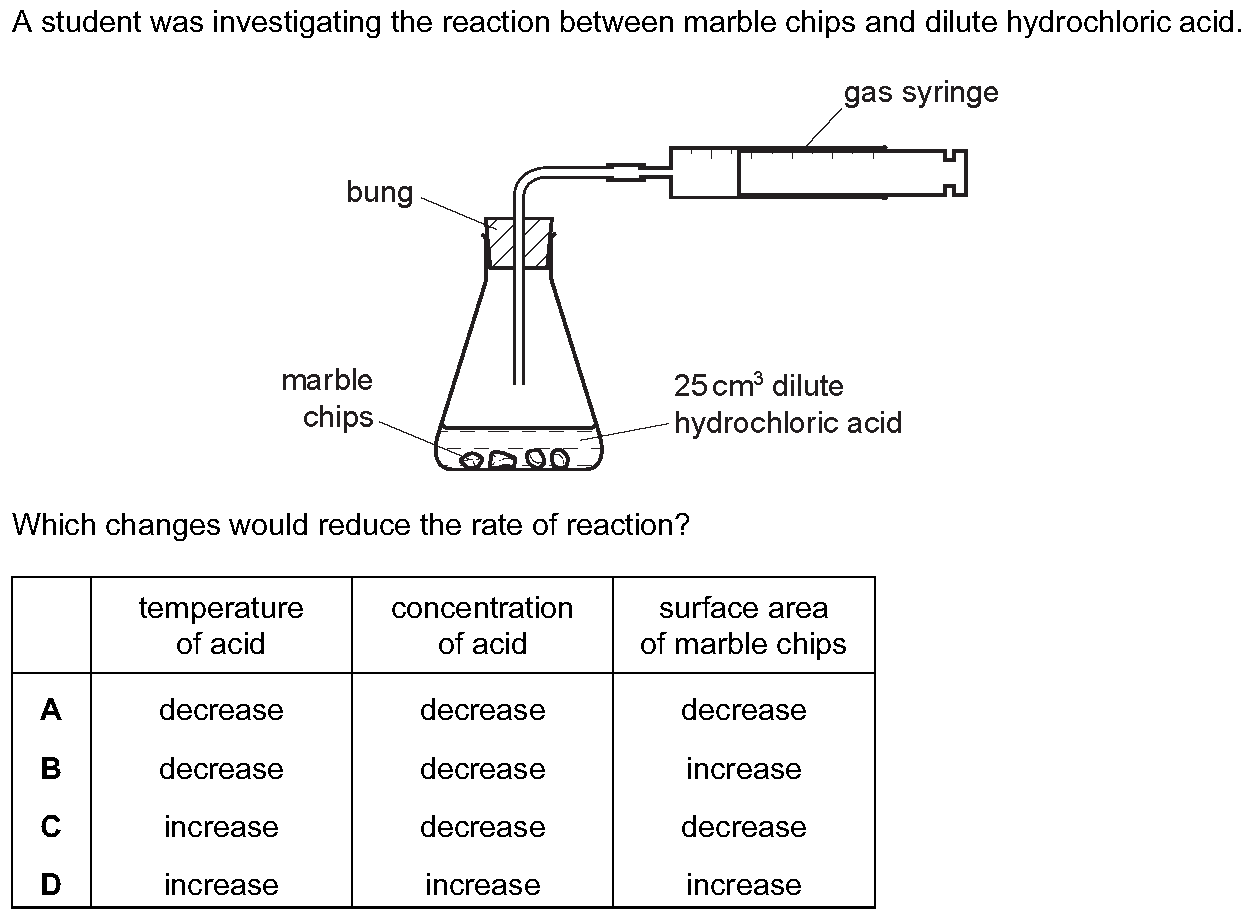 A student was investigating the reaction between marble chips and dilute hydrochloric acid.
gas syringe
bung
marble
chips
25 cm³ dilute
hydrochloric acid
Which changes would reduce the rate of reaction?
temperature of acid concentration of acid surface area of marble chips
A decrease decrease decrease
B decrease decrease increase
C increase decrease decrease
D increase increase increase